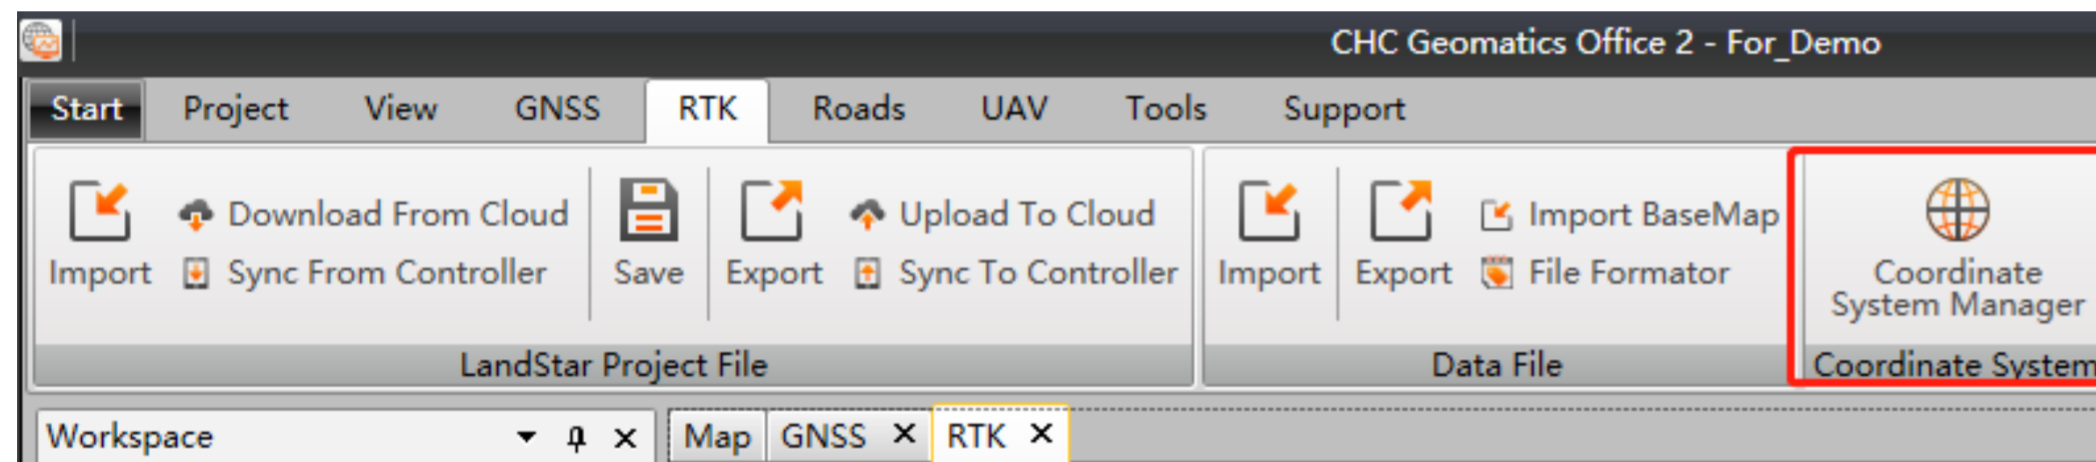 CHC Geomatics Office 2 - For_Demo
Start Project View GNSS RTK Roads UAV Tools Support
Download From Cloud Upload To Cloud Import BaseMap
Import Sync From Controller Save Export Sync To Controller Import Export File Formator Coordinate
System Manager
LandStar Project File Data File Coordinate System
Workspace Map GNSS RTK